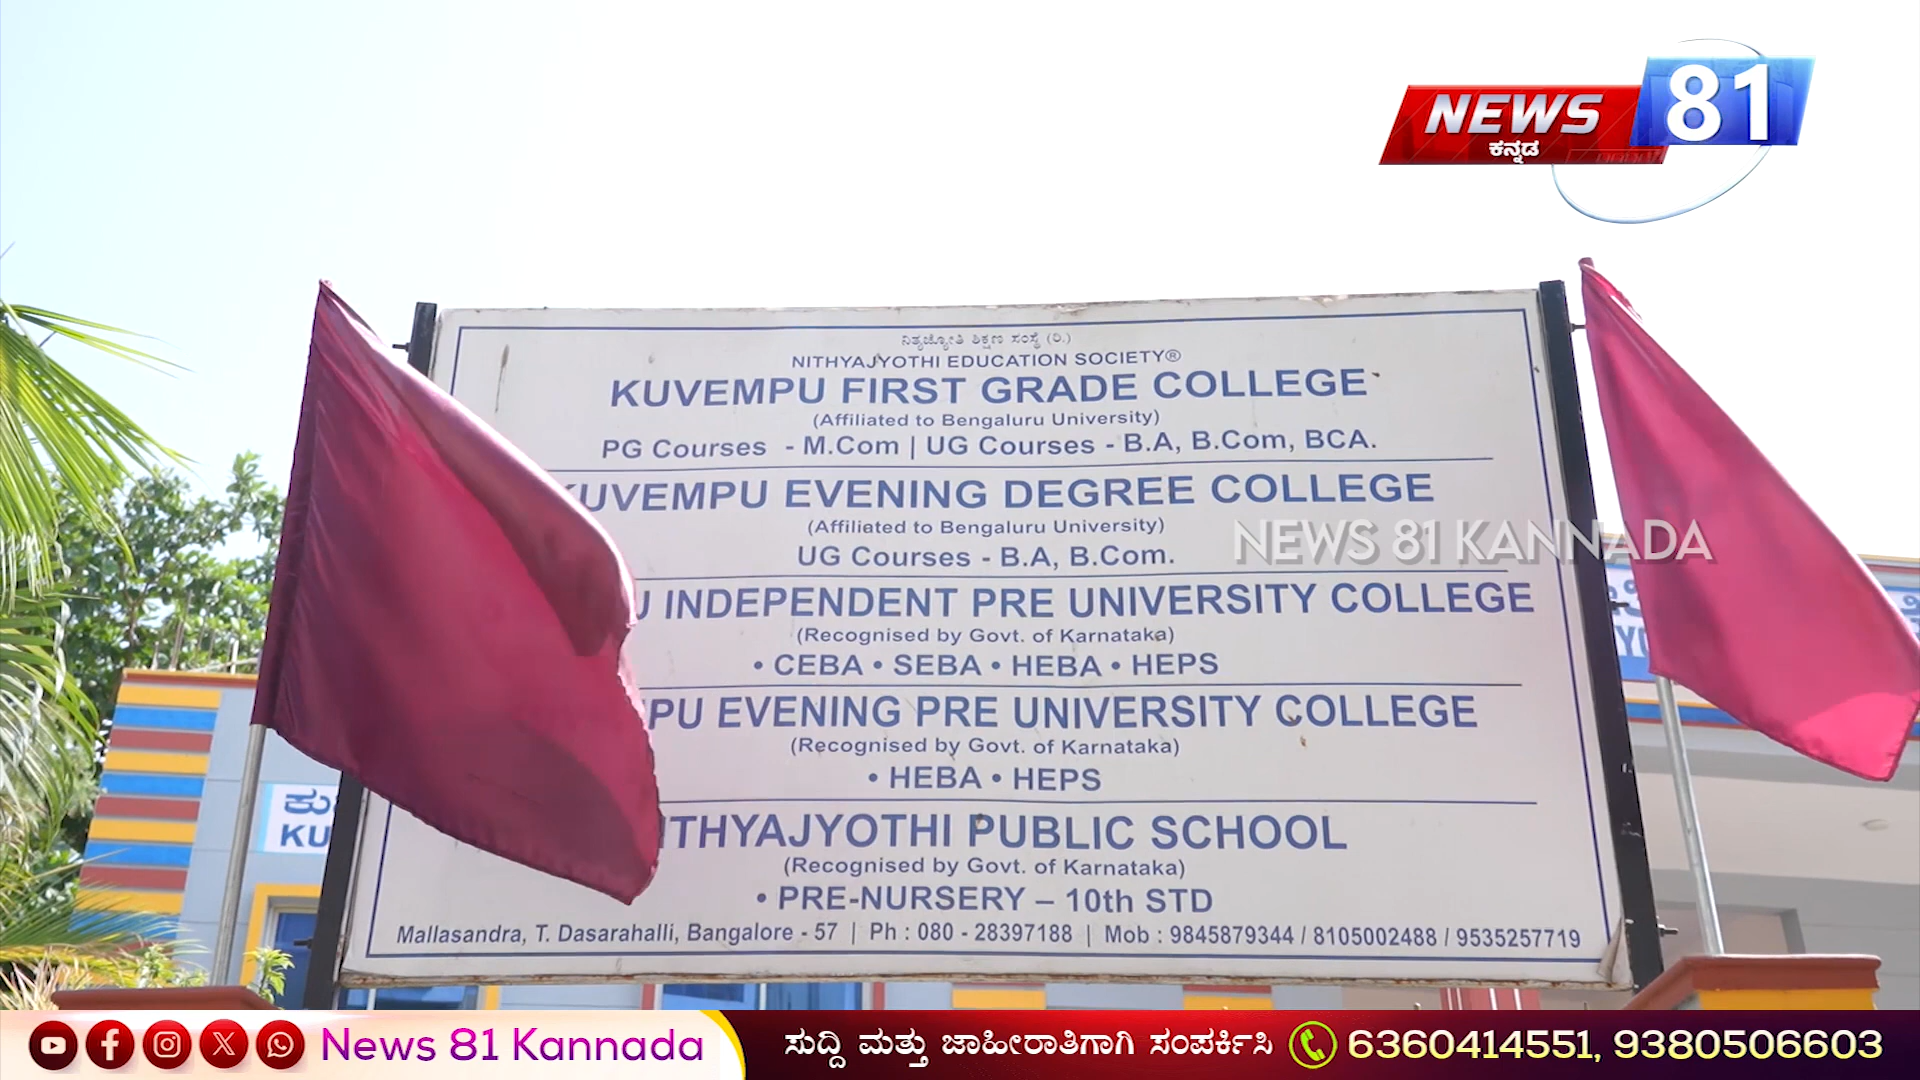 NEWS 81
ಕನ್ನಡ
ನಿತ್ಯಜ್ಯೋತಿ ಶಿಕ್ಷಣ ಸಂಸ್ಥೆ (ರಿ.)
NITHYAJYOTHI EDUCATION SOCIETY®
KUVEMPU FIRST GRADE COLLEGE
(Affiliated to Bengaluru University)
PG Courses - M.Com | UG Courses - B.A, B.Com, BCA.
KUVEMPU EVENING DEGREE COLLEGE
(Affiliated to Bengaluru University)
UG Courses - B.A, B.Com.
NEWS 81 KANNADA
U INDEPENDENT PRE UNIVERSITY COLLEGE
(Recognised by Govt. of Karnataka)
• CEBA • SEBA • HEBA • HEPS
PU EVENING PRE UNIVERSITY COLLEGE
(Recognised by Govt. of Karnataka)
• HEBA • HEPS
ITHYAJYOTHI PUBLIC SCHOOL
(Recognised by Govt. of Karnataka)
• PRE-NURSERY – 10th STD
Mallasandra, T. Dasarahalli, Bangalore - 57 | Ph : 080 - 28397188 | Mob : 9845879344 / 8105002488 / 9535257719
ಕು
KU
News 81 Kannada
ಸುದ್ದಿ ಮತ್ತು ಜಾಹೀರಾತಿಗಾಗಿ ಸಂಪರ್ಕಿಸಿ 6360414551, 9380506603